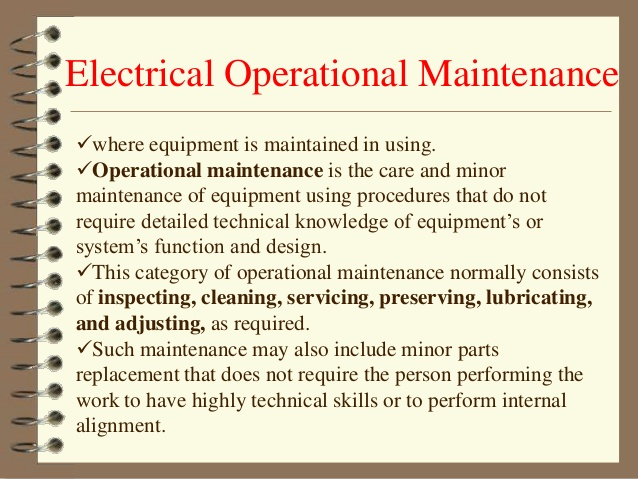 Electrical Operational Maintenance
✓where equipment is maintained in using.
✓Operational maintenance is the care and minor
maintenance of equipment using procedures that do not
require detailed technical knowledge of equipment’s or
system’s function and design.
✓This category of operational maintenance normally consists
of inspecting, cleaning, servicing, preserving, lubricating,
and adjusting, as required.
✓Such maintenance may also include minor parts
replacement that does not require the person performing the
work to have highly technical skills or to perform internal
alignment.